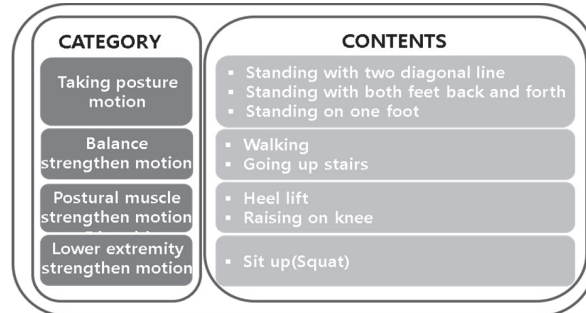 CATEGORY
CONTENTS
Taking posture
motion
▪ Standing with two diagonal line
▪ Standing with both feet back and forth
▪ Standing on one foot
Balance
strengthen motion
▪ Walking
▪ Going up stairs
Postural muscle
strengthen motion
▪ Heel lift
▪ Raising on knee
Lower extremity
strengthen motion
▪ Sit up(Squat)